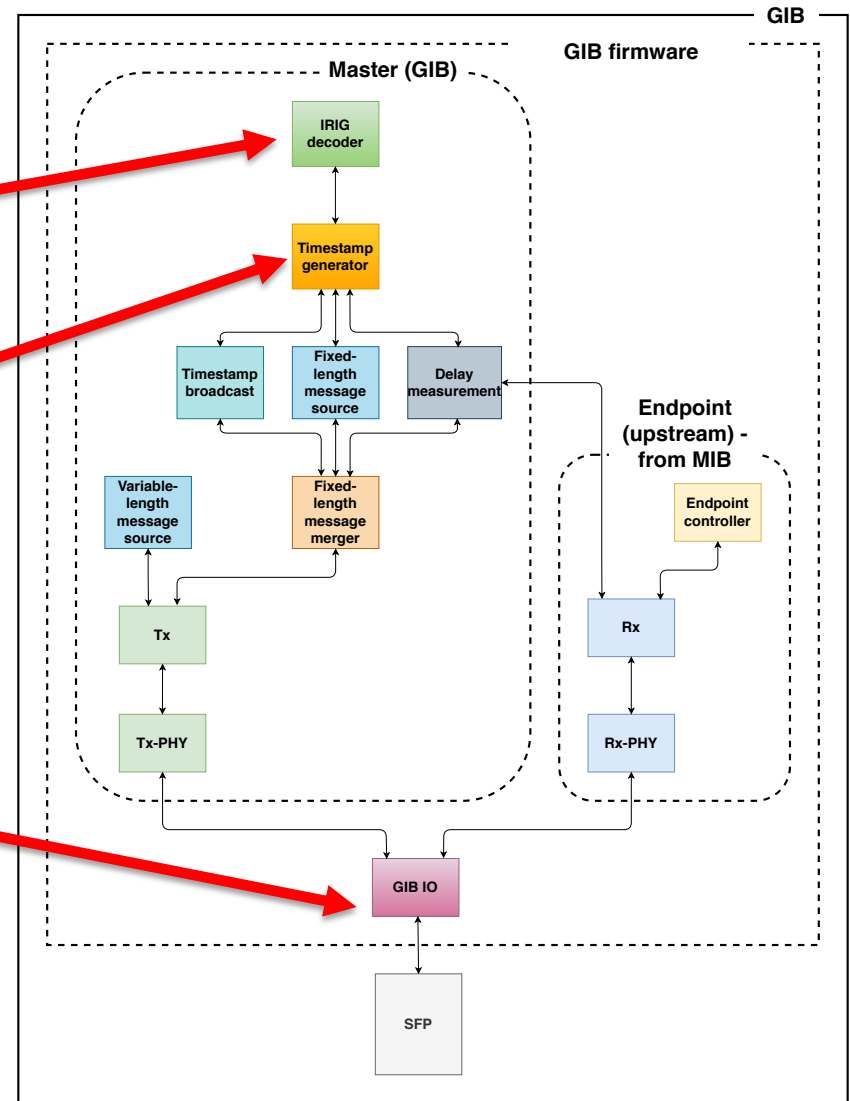 GIB
GIB firmware
Master (GIB)
IRIG
decoder
Timestamp
generator
Timestamp
broadcast
Fixed-
length
message
source
Delay
measurement
Endpoint
(upstream) -
from MIB
Variable-
length
message
source
Fixed-
length
message
merger
Endpoint
controller
Tx
Rx
Tx-PHY
Rx-PHY
GIB IO
SFP